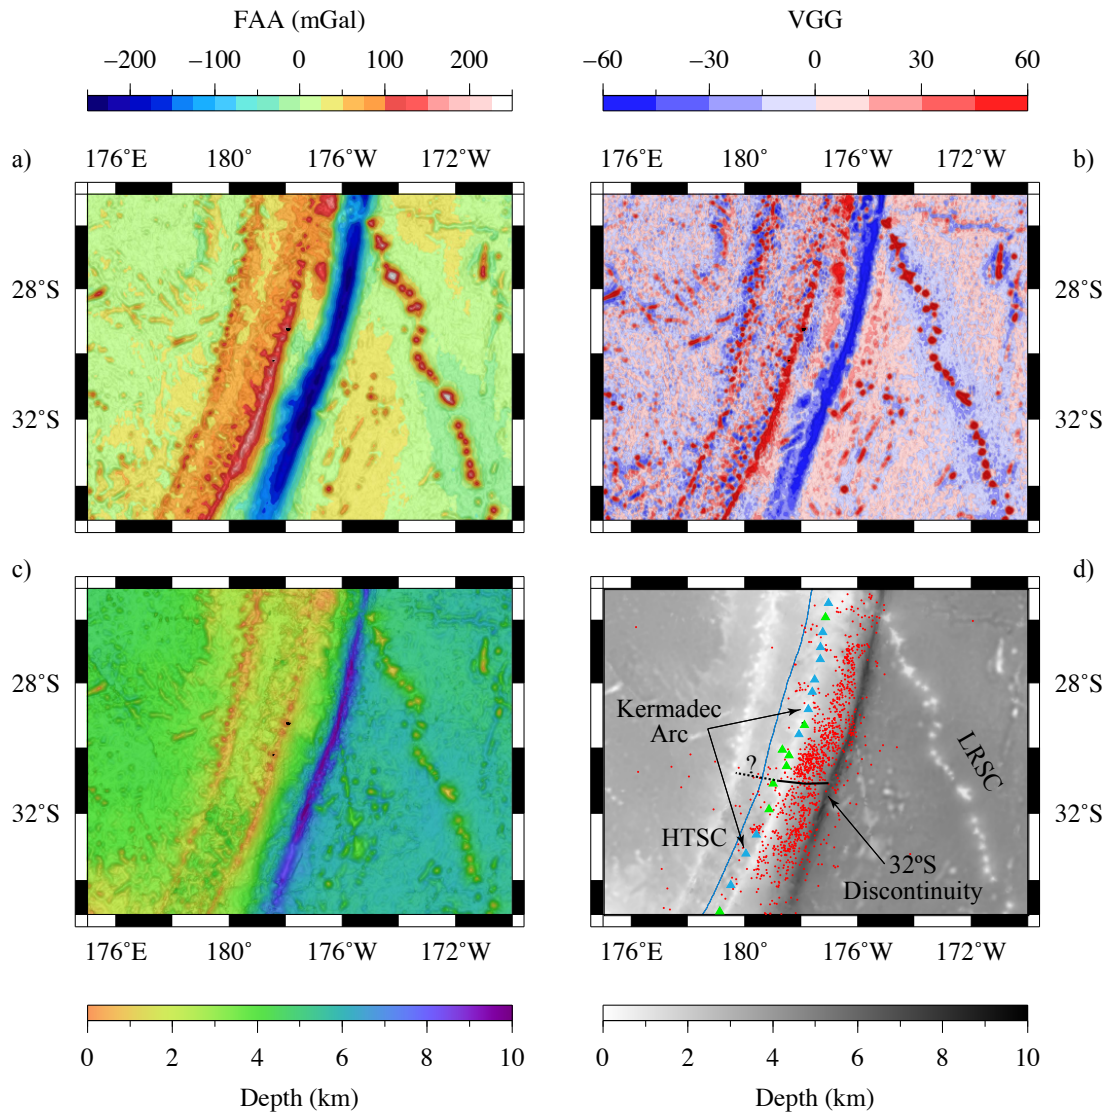 FAA (mGal)
VGG
−200 −100 0 100 200
−60 −30 0 30 60
a)
176˚E 180˚ 176˚W 172˚W
176˚E 180˚ 176˚W 172˚W
b)
28˚S
28˚S
32˚S
32˚S
c)
d)
28˚S
28˚S
Kermadec
Arc
?
LRSC
32˚S
32˚S
HTSC
32ºS
Discontinuity
176˚E 180˚ 176˚W 172˚W
176˚E 180˚ 176˚W 172˚W
0 2 4 6 8 10
0 2 4 6 8 10
Depth (km)
Depth (km)